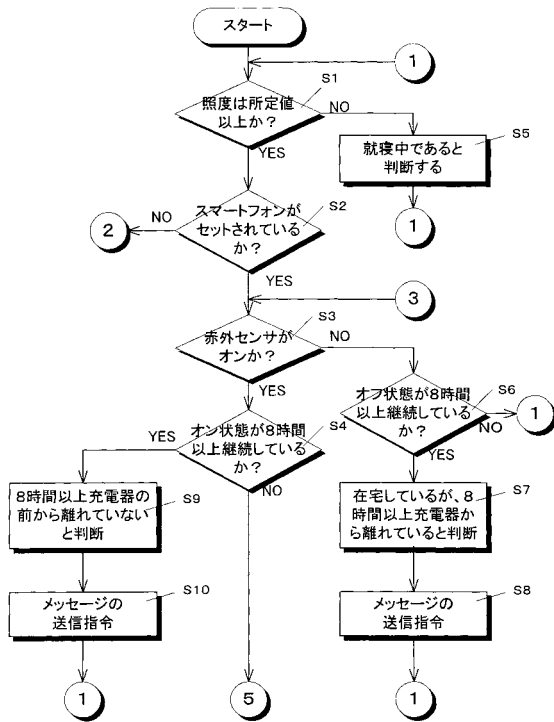 スタート
1
S1
照度は所定値
以上か？
NO
YES
S5
就寝中であると
判断する
1
S2
スマートフォンが
セットされている
か？
NO
2
YES
3
S3
赤外センサが
オンか？
NO
YES
S6
オフ状態が8時間
以上継続している
か？
NO
1
YES
S4
オン状態が8時間
以上継続している
か？
YES
NO
S9
8時間以上充電器の
前から離れていない
と判断
S7
在宅しているが、8
時間以上充電器か
ら離れていると判断
S10
メッセージの
送信指令
S8
メッセージの
送信指令
1
5
1